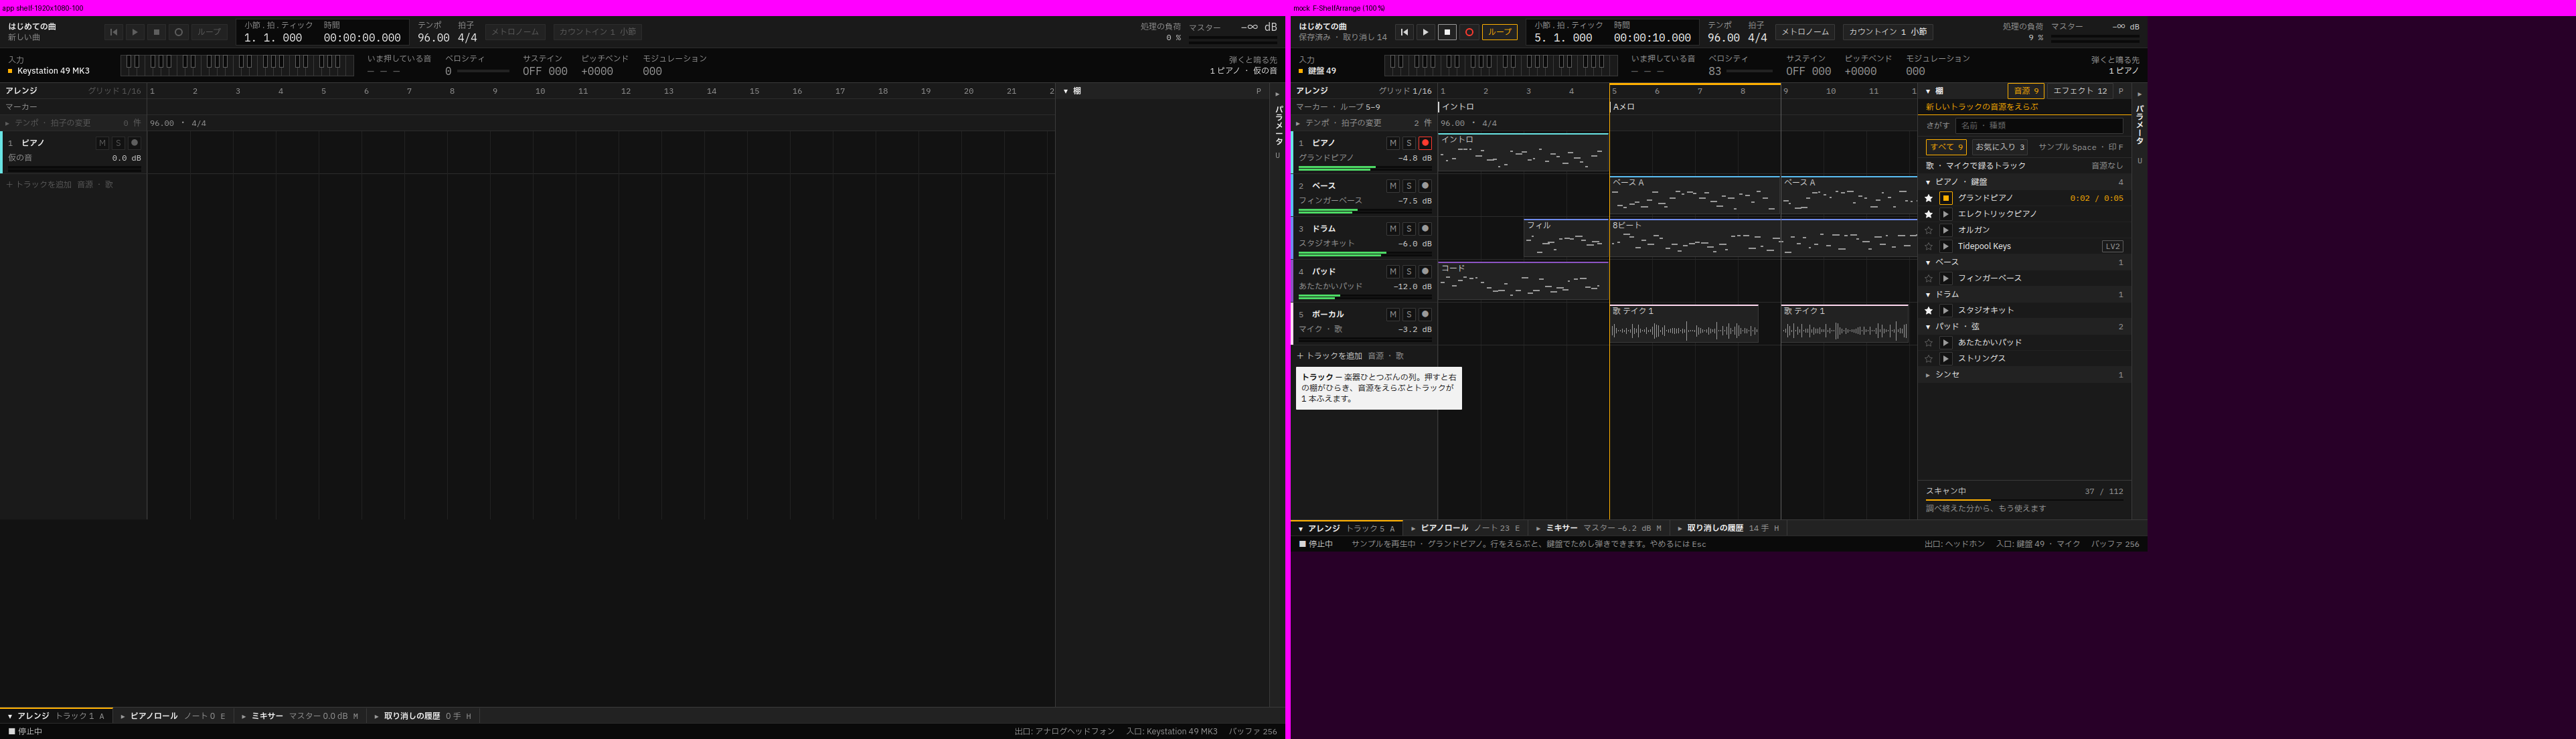 app shell-1920x1080-100
はじめての曲
新しい曲
ループ
小節 . 拍 . ティック 時間
1. 1. 000 00:00:00.000
テンポ 拍子
96.00 4/4
メトロノーム
カウントイン 1 小節
処理の負荷
0 %
マスター −∞ dB
入力
Keystation 49 MK3
いま押している音
— — —
ベロシティ
0
サステイン
OFF 000
ピッチベンド
+0000
モジュレーション
000
弾くと鳴る先
1 ピアノ · 仮の音
アレンジ グリッド 1/16
1 2 3 4 5 6 7 8 9 10 11 12 13 14 15 16 17 18 19 20 21 2
▼ 棚 P
パラメータ U
マーカー
▶ テンポ · 拍子の変更 0 件
96.00 · 4/4
1 ピアノ M S
仮の音 0.0 dB
+ トラックを追加 音源 · 歌
▼ アレンジ トラック 1 A
▶ ピアノロール ノート 0 E
▶ ミキサー マスター 0.0 dB M
▶ 取り消しの履歴 0 手 H
停止中
出口: アナログヘッドフォン 入口: Keystation 49 MK3 バッファ 256
mock F-ShelfArrange (100%)
はじめての曲
保存済み · 取り消し 14
ループ
小節 . 拍 . ティック 時間
5. 1. 000 00:00:10.000
テンポ 拍子
96.00 4/4
メトロノーム
カウントイン 1 小節
処理の負荷
9 %
マスター −∞ dB
入力
鍵盤 49
いま押している音
— — —
ベロシティ
83
サステイン
OFF 000
ピッチベンド
+0000
モジュレーション
000
弾くと鳴る先
1 ピアノ
アレンジ グリッド 1/16
1 2 3 4 5 6 7 8 9 10 11 1
マーカー · ループ 5–9
イントロ
Aメロ
▶ テンポ · 拍子の変更 2 件
96.00 · 4/4
1 ピアノ M S
グランドピアノ −4.8 dB
イントロ
2 ベース M S
フィンガーベース −7.5 dB
ベース A
ベース A
3 ドラム M S
スタジオキット −6.0 dB
フィル
8ビート
4 パッド M S
あたたかいパッド −12.0 dB
コード
5 ボーカル M S
マイク · 歌 −3.2 dB
歌 テイク 1
歌 テイク 1
+ トラックを追加 音源 · 歌
トラック — 楽器ひとつぶんの列。押すと右
の棚がひらき、音源をえらぶとトラックが
1 本ふえます。
▼ 棚 音源 9 エフェクト 12 P
新しいトラックの音源をえらぶ
さがす 名前 · 種類
すべて 9 お気に入り 3 サンプル Space · 印 F
歌 · マイクで録るトラック 音源なし
▼ ピアノ · 鍵盤 4
グランドピアノ 0:02 / 0:05
エレクトリックピアノ
オルガン
Tidepool Keys LV2
▼ ベース 1
フィンガーベース
▼ ドラム 1
スタジオキット
▼ パッド · 弦 2
あたたかいパッド
ストリングス
▶ シンセ 1
スキャン中 37 / 112
調べ終えた分から、もう使えます
パラメータ U
▼ アレンジ トラック 5 A
▶ ピアノロール ノート 23 E
▶ ミキサー マスター −6.2 dB M
▶ 取り消しの履歴 14 手 H
停止中
サンプルを再生中 · グランドピアノ。行をえらぶと、鍵盤でためし弾きできます。やめるには Esc
出口: ヘッドホン 入口: 鍵盤 49 · マイク バッファ 256